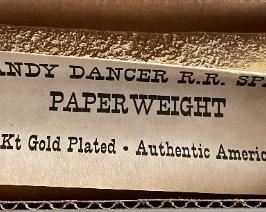 ANDY DANCER R.R. SP
PAPERWEIGHT
Kt Gold Plated • Authentic Americ